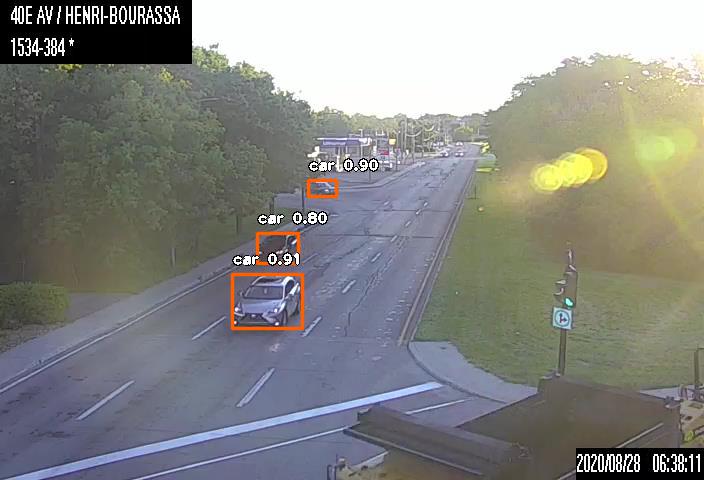 40E AV / HENRI-BOURASSA
1534-384 *
car 0.90
car 0.80
car 0.91
2020/08/28 06:38:11